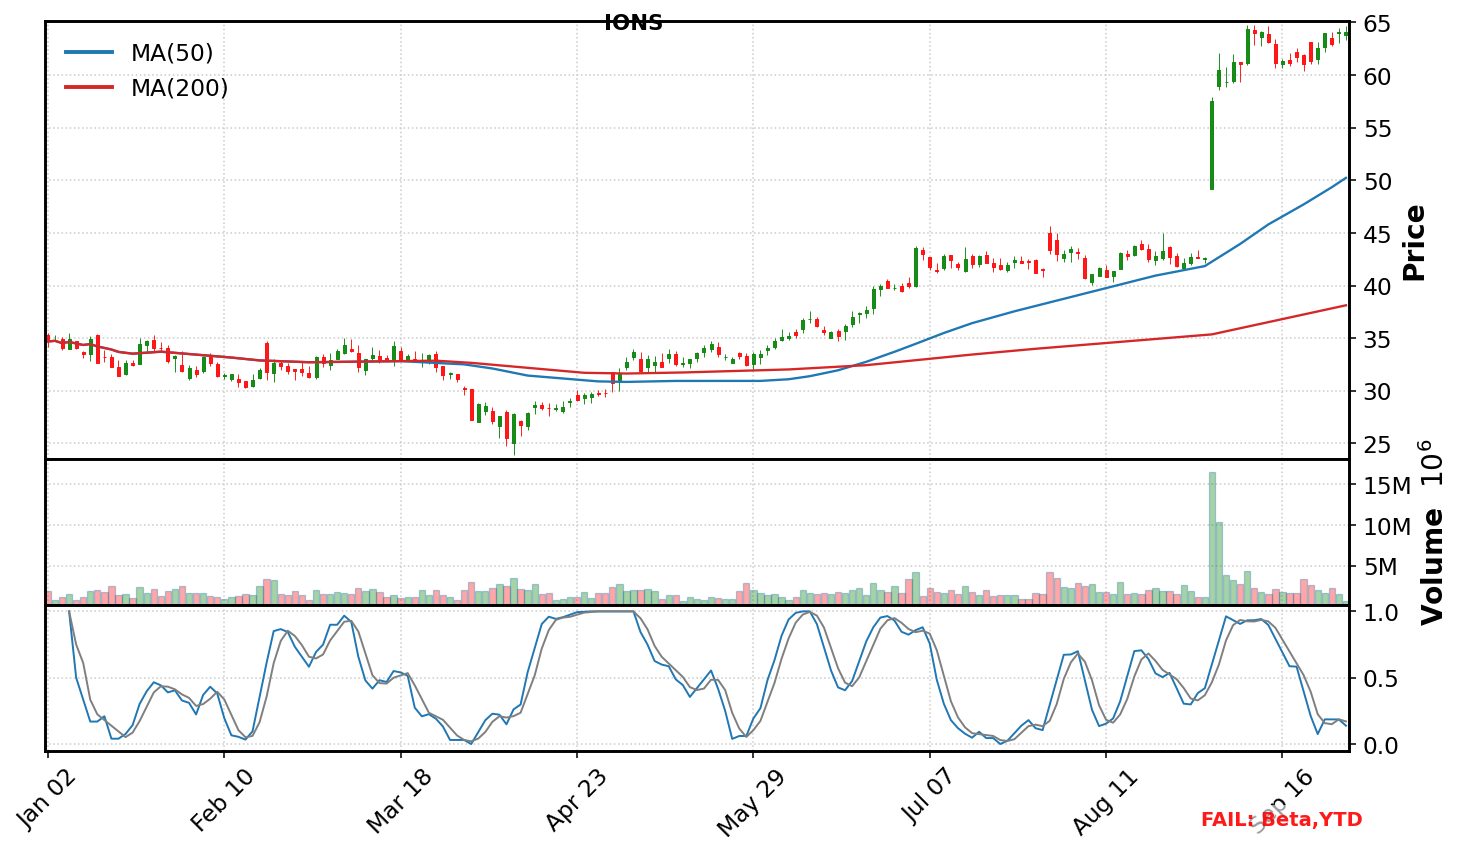 IONS
MA(50)
MA(200)
65
60
55
50
45
40
35
30
25
Price
15M
10M
5M
Volume 10^6
1.0
0.5
0.0
Jan 02
Feb 10
Mar 18
Apr 23
May 29
Jul 07
Aug 11
Sep 16
FAIL: Beta,YTD